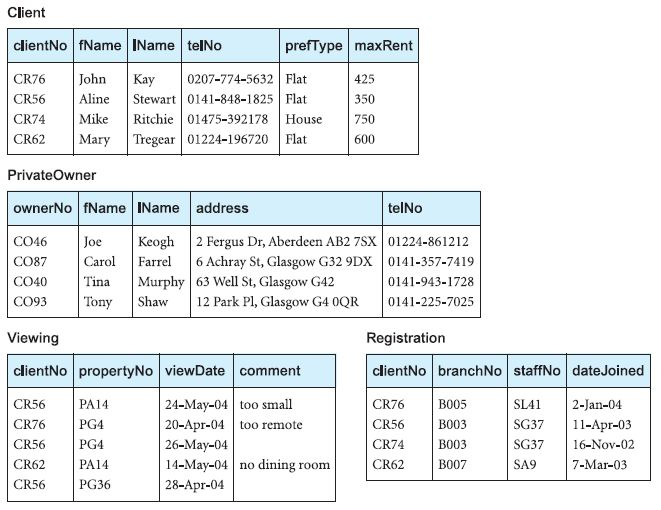 Client
clientNo fName lName telNo prefType maxRent
CR76 John Kay 0207-774-5632 Flat 425
CR56 Aline Stewart 0141-848-1825 Flat 350
CR74 Mike Ritchie 01475-392178 House 750
CR62 Mary Tregear 01224-196720 Flat 600
PrivateOwner
ownerNo fName lName address telNo
CO46 Joe Keogh 2 Fergus Dr, Aberdeen AB2 7SX 01224-861212
CO87 Carol Farrel 6 Achray St, Glasgow G32 9DX 0141-357-7419
CO40 Tina Murphy 63 Well St, Glasgow G42 0141-943-1728
CO93 Tony Shaw 12 Park Pl, Glasgow G4 0QR 0141-225-7025
Viewing
clientNo propertyNo viewDate comment
CR56 PA14 24-May-04 too small
CR76 PG4 20-Apr-04 too remote
CR56 PG4 26-May-04
CR62 PA14 14-May-04 no dining room
CR56 PG36 28-Apr-04
Registration
clientNo branchNo staffNo dateJoined
CR76 B005 SL41 2-Jan-04
CR56 B003 SG37 11-Apr-03
CR74 B003 SG37 16-Nov-02
CR62 B007 SA9 7-Mar-03